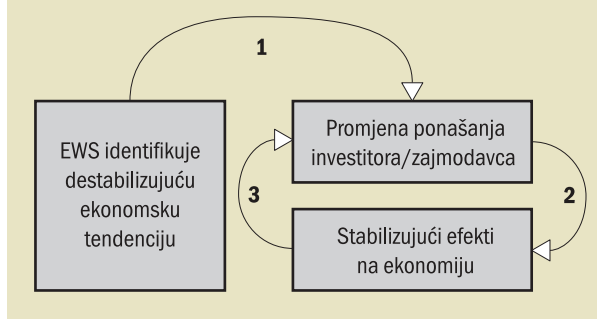 1
EWS identifikuje
destabilizujuću
ekonomsku
tendenciju
Promjena ponašanja
investitora/zajmodavca
3
2
Stabilizujući efekti
na ekonomiju